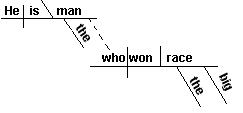 He is man
the
who won race
the big